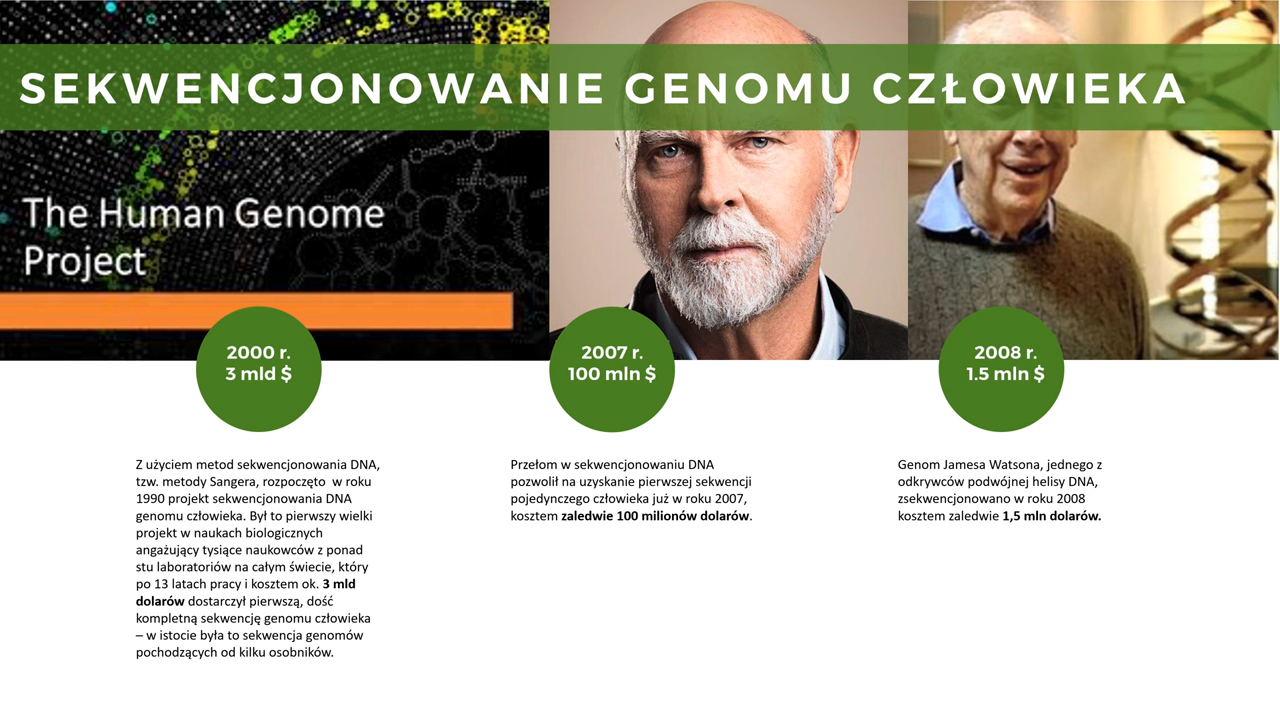 SEKWENCJONOWANIE GENOMU CZŁOWIEKA
The Human Genome
Project
2000 r.
3 mld $
2007 r.
100 mln $
2008 r.
1.5 mln $
Z użyciem metod sekwencjonowania DNA,
tzw. metody Sangera, rozpoczęto  w roku
1990 projekt sekwencjonowania DNA
genomu człowieka. Był to pierwszy wielki
projekt w naukach biologicznych
angażujący tysiące naukowców z ponad
stu laboratoriów na całym świecie, który
po 13 latach pracy i kosztem ok. 3 mld
dolarów dostarczył pierwszą, dość
kompletną sekwencję genomu człowieka
– w istocie była to sekwencja genomów
pochodzących od kilku osobników.
Przełom w sekwencjonowaniu DNA
pozwolił na uzyskanie pierwszej sekwencji
pojedynczego człowieka już w roku 2007,
kosztem zaledwie 100 milionów dolarów.
Genom Jamesa Watsona, jednego z
odkrywców podwójnej helisy DNA,
zsekwencjonowano w roku 2008
kosztem zaledwie 1,5 mln dolarów.